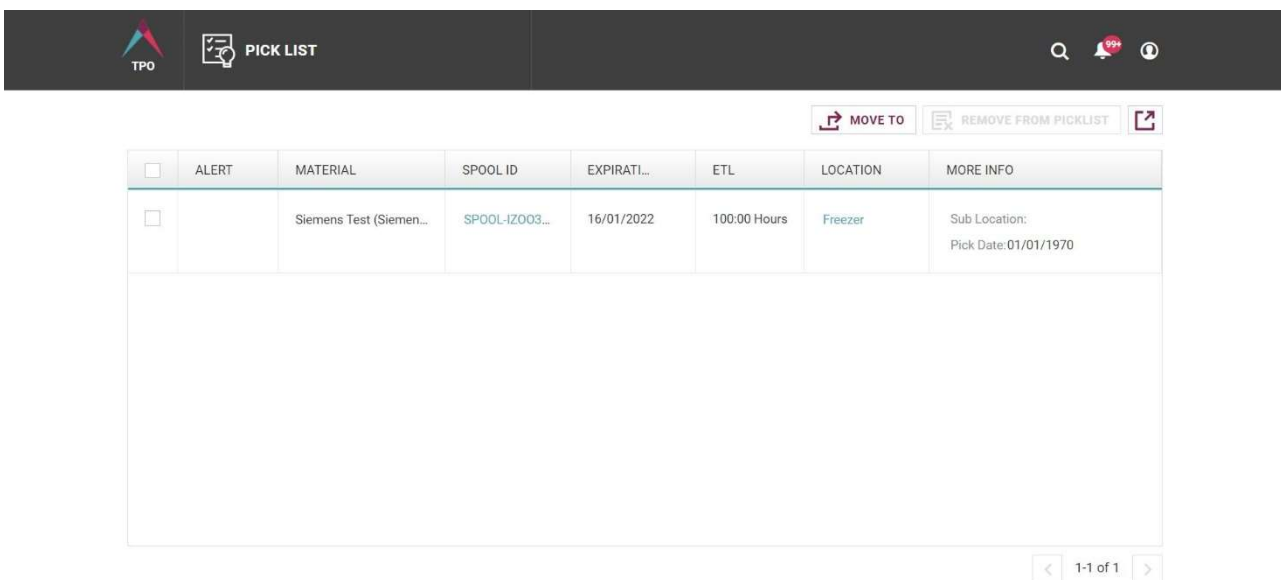 TPO
PICK LIST
99+
MOVE TO
REMOVE FROM PICKLIST
ALERT MATERIAL SPOOL ID EXPIRATI... ETL LOCATION MORE INFO
Siemens Test (Siemen... SPOOL-IZ003... 16/01/2022 100:00 Hours Freezer Sub Location:
Pick Date:01/01/1970
1-1 of 1